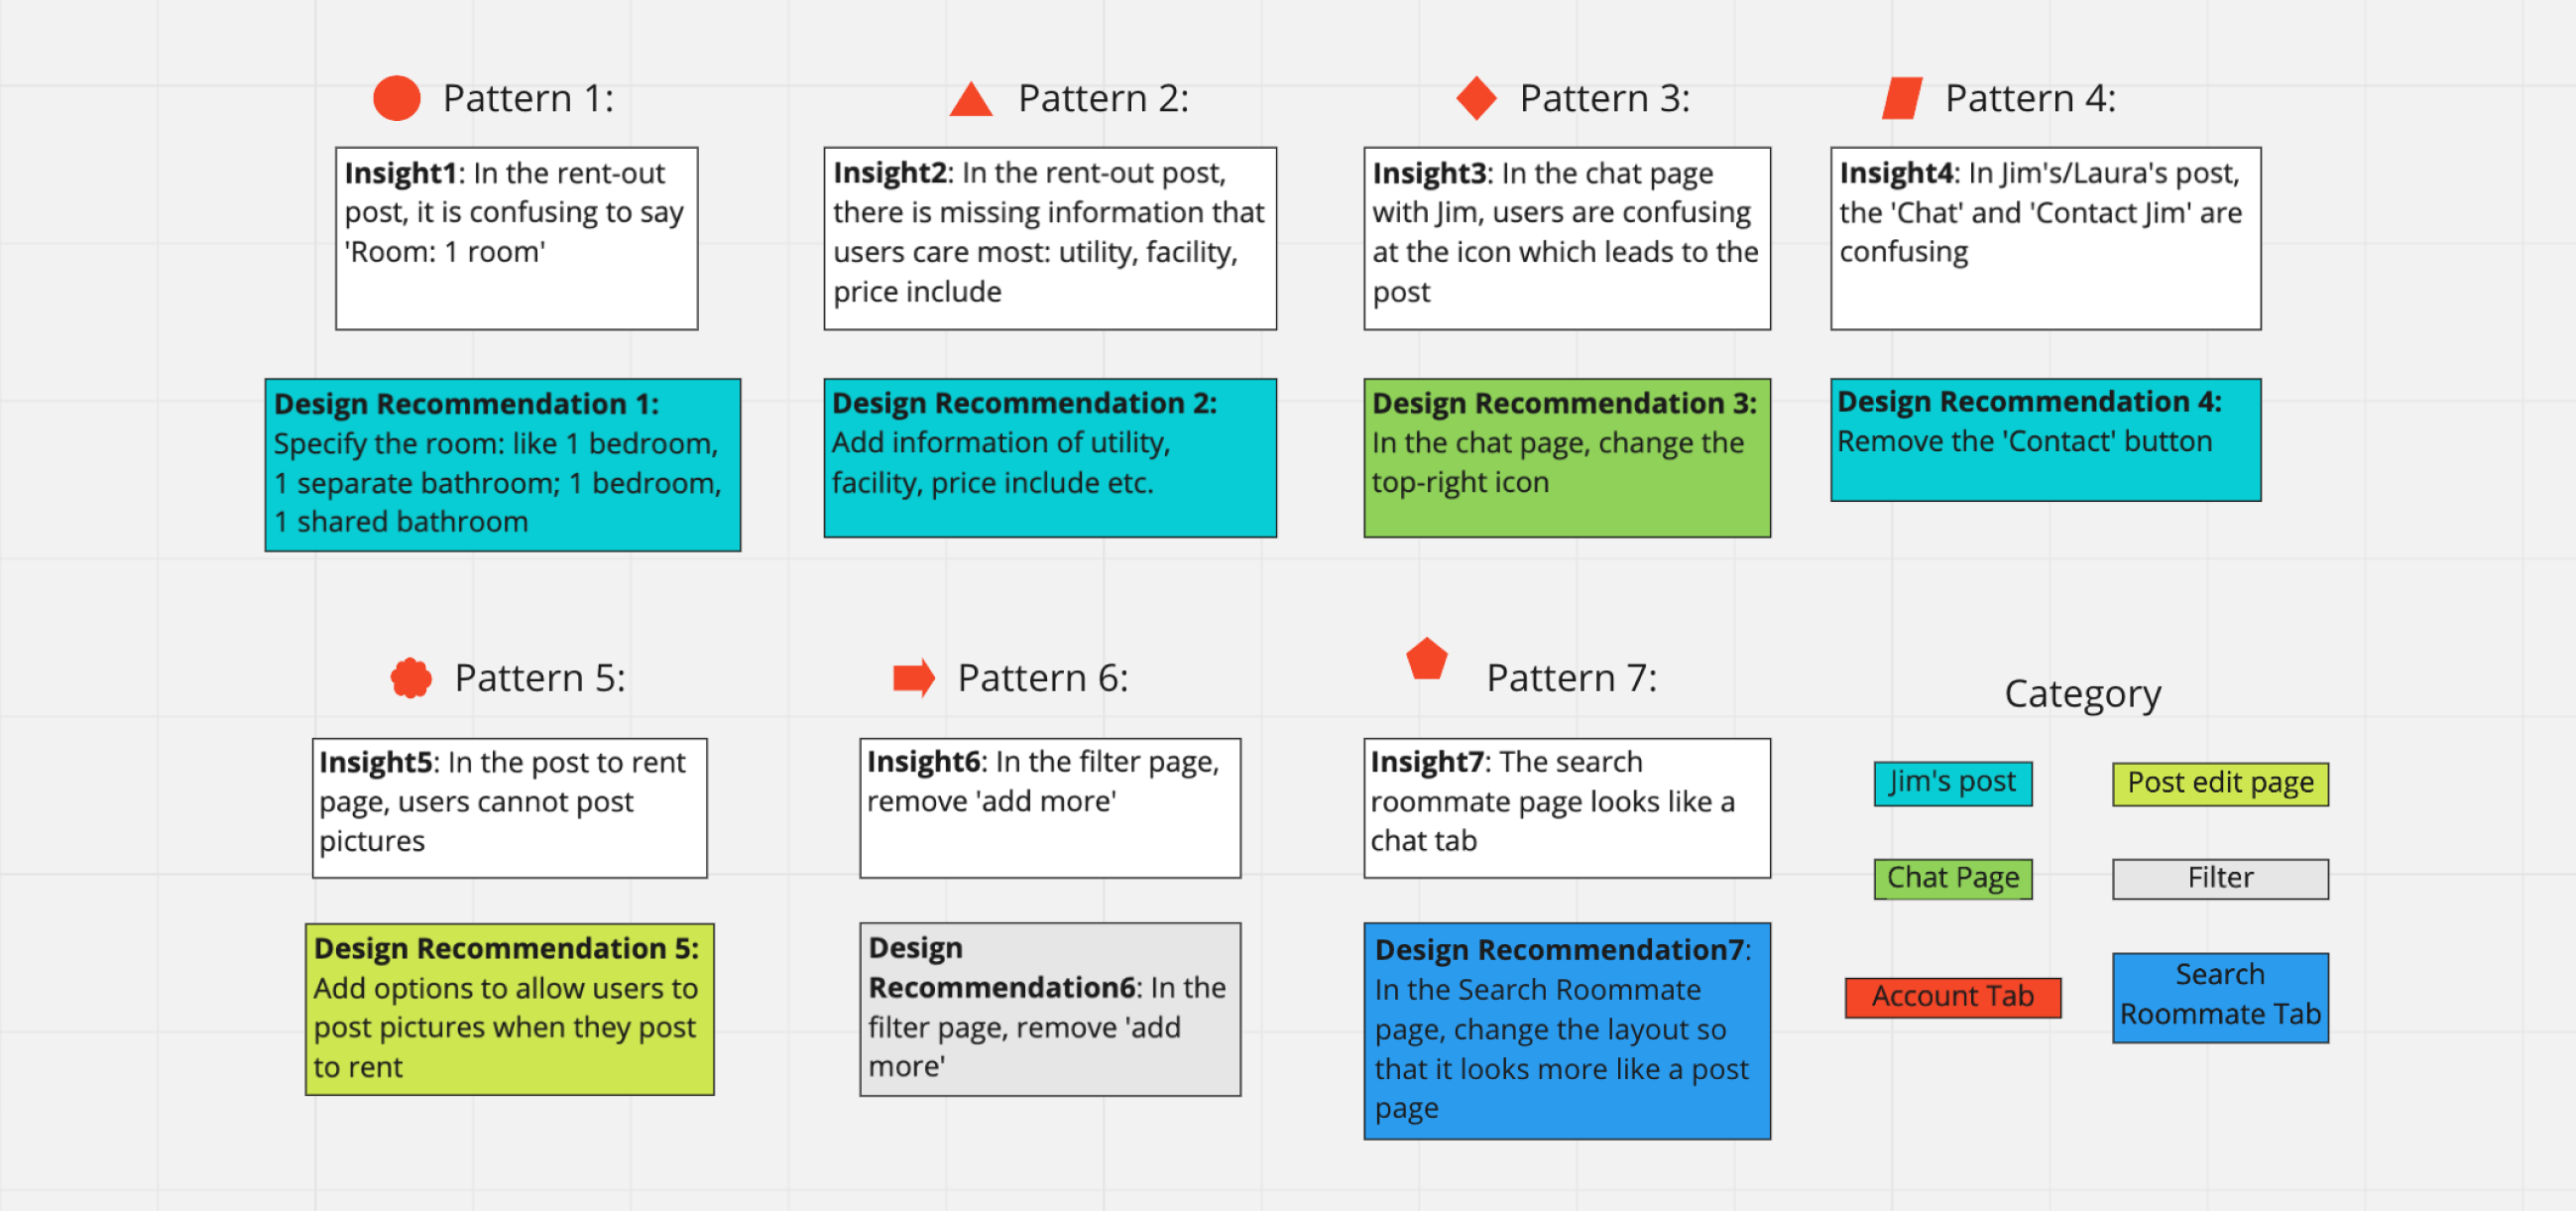 Pattern 1:
Insight1: In the rent-out
post, it is confusing to say
'Room: 1 room'
Design Recommendation 1:
Specify the room: like 1 bedroom,
1 separate bathroom; 1 bedroom,
1 shared bathroom
Pattern 2:
Insight2: In the rent-out post,
there is missing information that
users care most: utility, facility,
price include
Design Recommendation 2:
Add information of utility,
facility, price include etc.
Pattern 3:
Insight3: In the chat page
with Jim, users are confusing
at the icon which leads to the
post
Design Recommendation 3:
In the chat page, change the
top-right icon
Pattern 4:
Insight4: In Jim's/Laura's post,
the 'Chat' and 'Contact Jim' are
confusing
Design Recommendation 4:
Remove the 'Contact' button
Pattern 5:
Insight5: In the post to rent
page, users cannot post
pictures
Design Recommendation 5:
Add options to allow users to
post pictures when they post
to rent
Pattern 6:
Insight6: In the filter page,
remove 'add more'
Design
Recommendation6: In the
filter page, remove 'add
more'
Pattern 7:
Insight7: The search
roommate page looks like a
chat tab
Design Recommendation7:
In the Search Roommate
page, change the layout so
that it looks more like a post
page
Category
Jim's post
Post edit page
Chat Page
Filter
Account Tab
Search
Roommate Tab